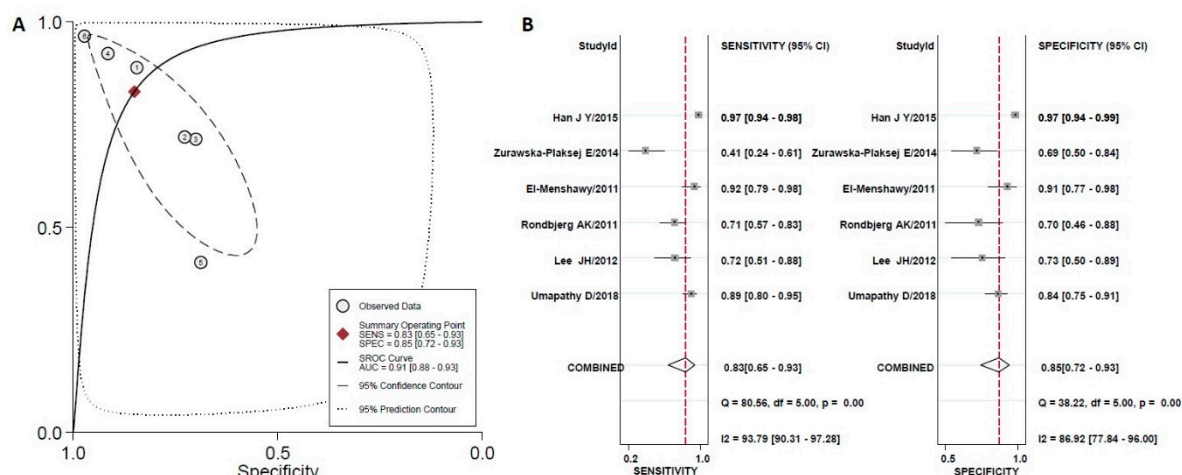 A
1.0
0.5
0.0
1.0
0.5
0.0
Specificity
6
4
1
2
3
5
Observed Data
Summary Operating Point
SENS = 0.83 [0.65 - 0.93]
SPEC = 0.85 [0.72 - 0.93]
SROC Curve
AUC = 0.91 [0.88 - 0.93]
95% Confidence Contour
95% Prediction Contour
B
StudyId SENSITIVITY (95% CI)
Han J Y/2015 0.97 [0.94 - 0.98]
Zurawska-Plaksej E/2014 0.41 [0.24 - 0.61]
El-Menshawy/2011 0.92 [0.79 - 0.98]
Rondbjerg AK/2011 0.71 [0.57 - 0.83]
Lee JH/2012 0.72 [0.51 - 0.88]
Umapathy D/2018 0.89 [0.80 - 0.95]
COMBINED 0.83[0.65 - 0.93]
Q = 80.56, df = 5.00, p = 0.00
I2 = 93.79 [90.31 - 97.28]
0.2 1.0
SENSITIVITY
StudyId SPECIFICITY (95% CI)
Han J Y/2015 0.97 [0.94 - 0.99]
Zurawska-Plaksej E/2014 0.69 [0.50 - 0.84]
El-Menshawy/2011 0.91 [0.77 - 0.98]
Rondbjerg AK/2011 0.70 [0.46 - 0.88]
Lee JH/2012 0.73 [0.50 - 0.89]
Umapathy D/2018 0.84 [0.75 - 0.91]
COMBINED 0.85[0.72 - 0.93]
Q = 38.22, df = 5.00, p = 0.00
I2 = 86.92 [77.84 - 96.00]
0.5 1.0
SPECIFICITY